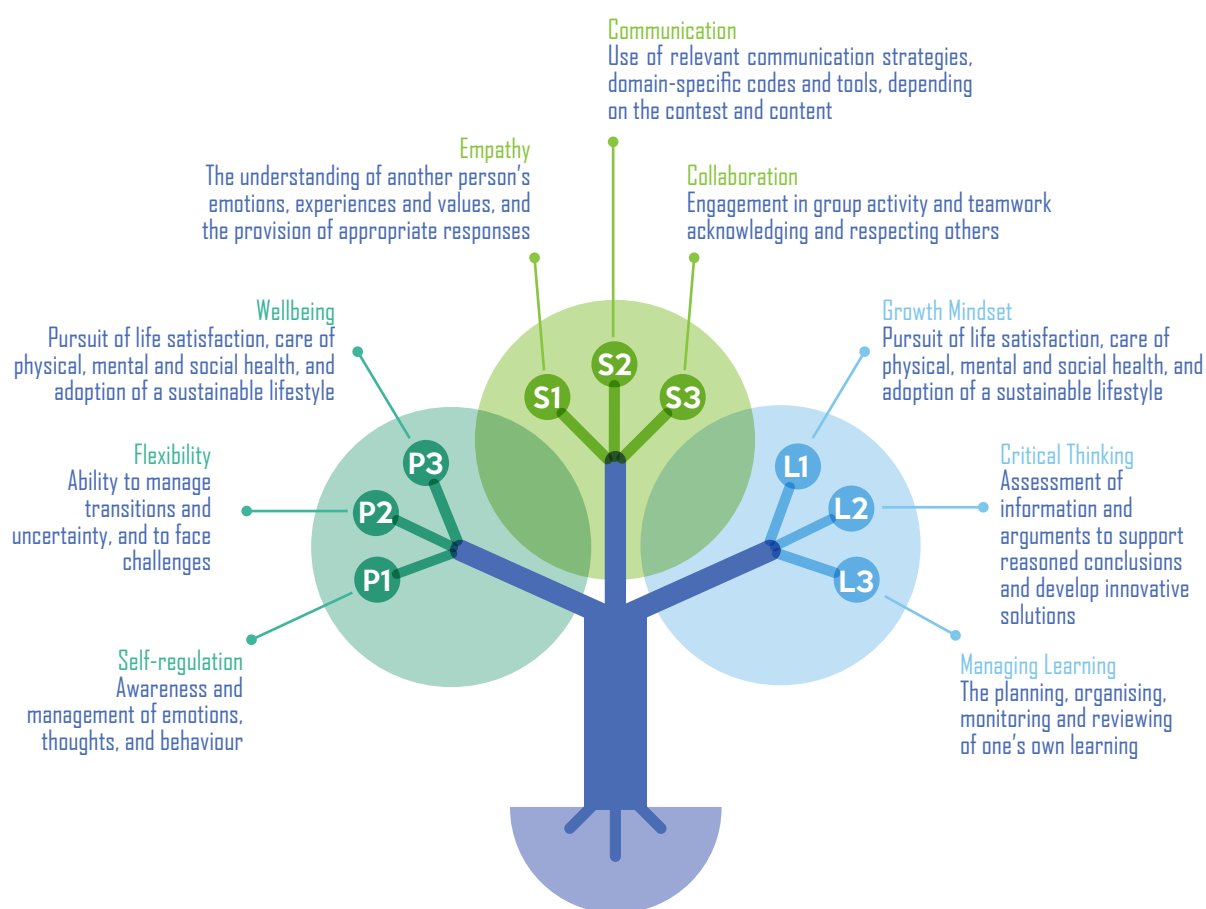 Communication
Use of relevant communication strategies,
domain-specific codes and tools, depending
on the contest and content
Empathy
The understanding of another person's
emotions, experiences and values, and
the provision of appropriate responses
Collaboration
Engagement in group activity and teamwork
acknowledging and respecting others
Wellbeing
Pursuit of life satisfaction, care of
physical, mental and social health, and
adoption of a sustainable lifestyle
Growth Mindset
Pursuit of life satisfaction, care of
physical, mental and social health, and
adoption of a sustainable lifestyle
S1
S2
S3
Flexibility
Ability to manage
transitions and
uncertainty, and to face
challenges
P3
P2
P1
L1
L2
L3
Critical Thinking
Assessment of
information and
arguments to support
reasoned conclusions
and develop innovative
solutions
Self-regulation
Awareness and
management of emotions,
thoughts, and behaviour
Managing Learning
The planning, organising,
monitoring and reviewing
of one's own learning